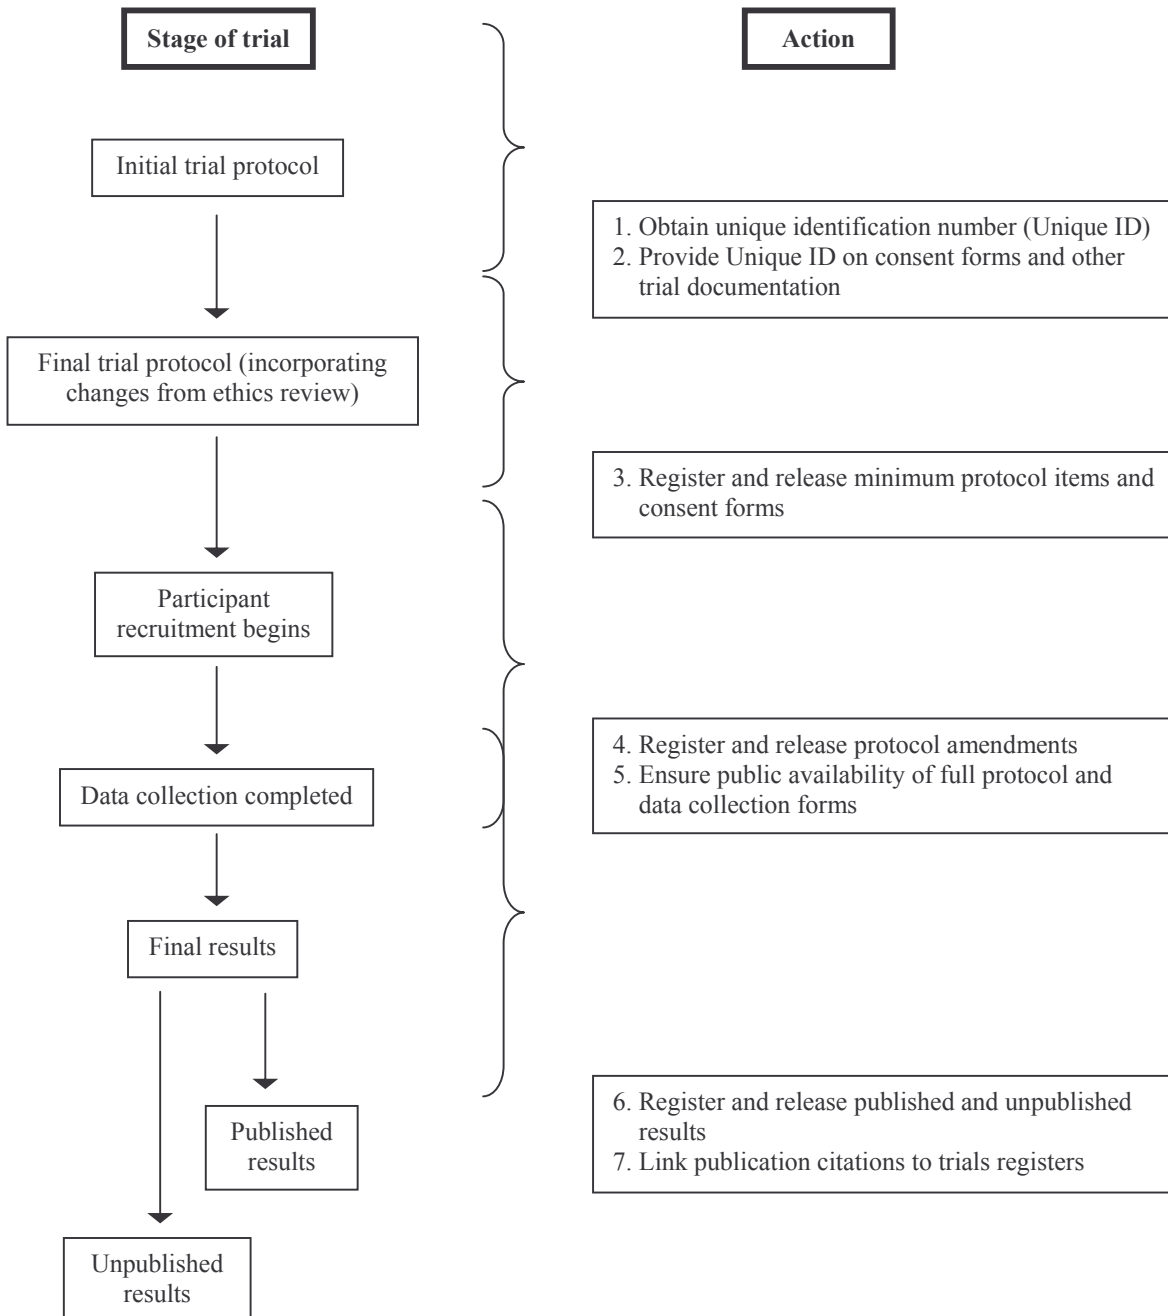 Stage of trial
Action
Initial trial protocol
1. Obtain unique identification number (Unique ID)
2. Provide Unique ID on consent forms and other
trial documentation
Final trial protocol (incorporating
changes from ethics review)
3. Register and release minimum protocol items and
consent forms
Participant
recruitment begins
4. Register and release protocol amendments
5. Ensure public availability of full protocol and
data collection forms
Data collection completed
Final results
6. Register and release published and unpublished
results
7. Link publication citations to trials registers
Published
results
Unpublished
results